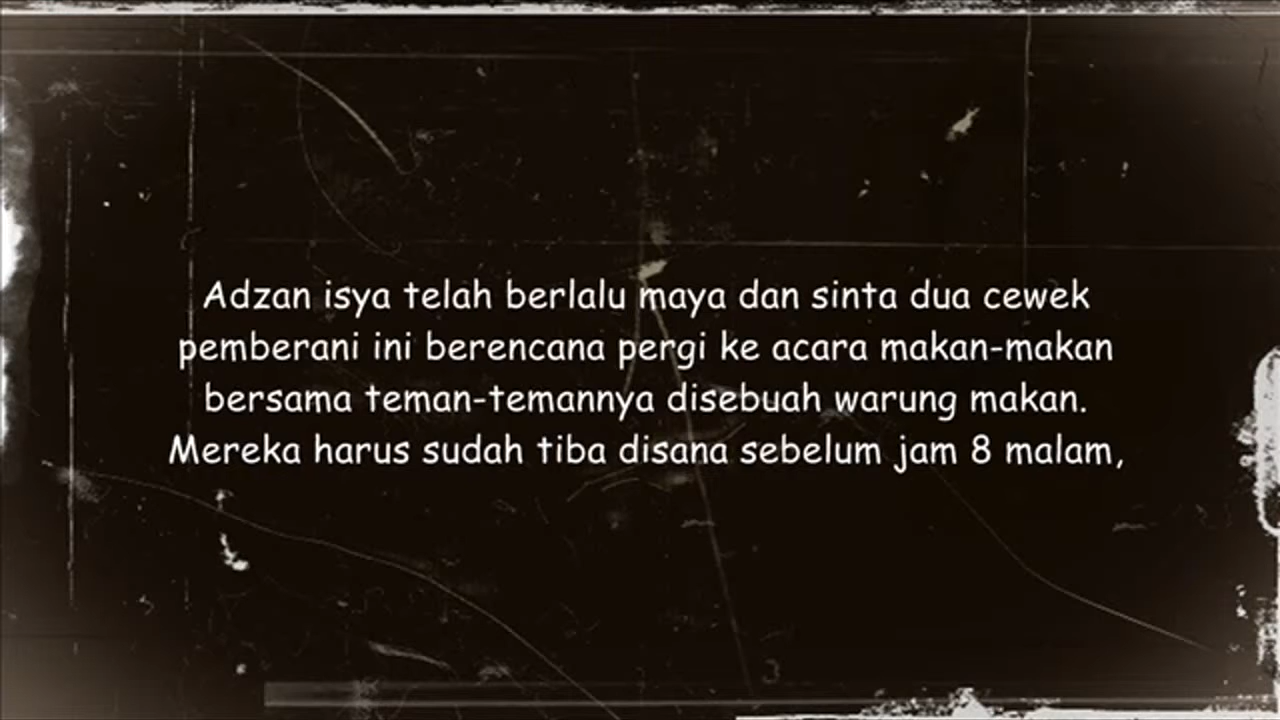 Adzan isya telah berlalu maya dan sinta dua cewek
pemberani ini berencana pergi ke acara makan-makan
bersama teman-temannya disebuah warung makan.
Mereka harus sudah tiba disana sebelum jam 8 malam,